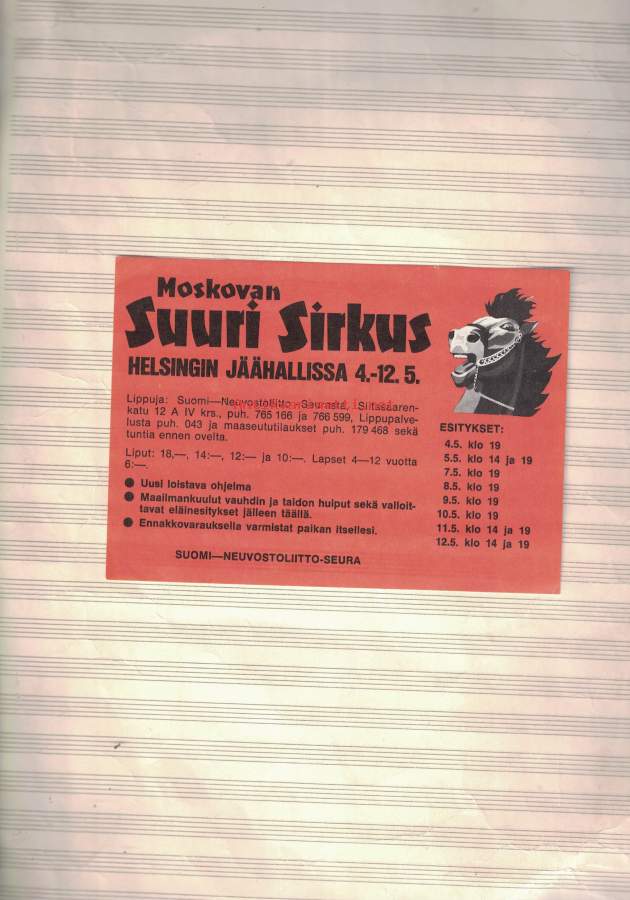 Moskovan
Suuri Sirkus
HELSINGIN JÄÄHALLISSA 4.-12. 5.
Lippuja: Suomi—Neuvostoliitto-Seurasta, Siltasaaren-
katu 12 A IV krs., puh. 765 166 ja 766 599, Lippupalve-
lusta puh. 043 ja maaseututilaukset puh. 179 468 sekä
tuntia ennen ovelta.
Liput: 18,—, 14:—, 12:— ja 10:—. Lapset 4—12 vuotta
6:—.
● Uusi loistava ohjelma
● Maailmankuulut vauhdin ja taidon huiput sekä valloit-
tavat eläinesitykset jälleen täällä.
● Ennakkovarauksella varmistat paikan itsellesi.
SUOMI—NEUVOSTOLIITTO-SEURA
ESITYKSET:
4.5. klo 19
5.5. klo 14 ja 19
7.5. klo 19
8.5. klo 19
9.5. klo 19
10.5. klo 19
11.5. klo 14 ja 19
12.5. klo 14 ja 19